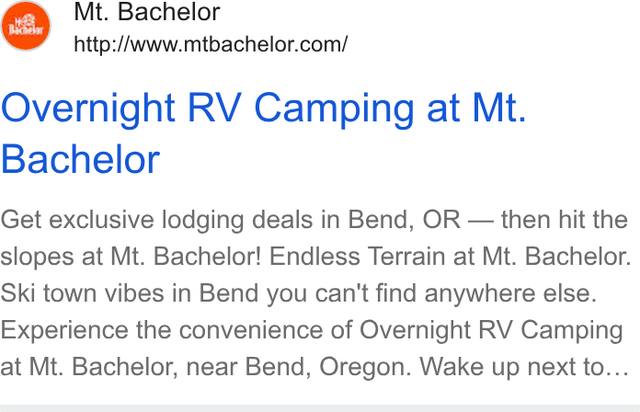 Mt. Bachelor
Mt. Bachelor
http://www.mtbachelor.com/
Overnight RV Camping at Mt.
Bachelor
Get exclusive lodging deals in Bend, OR — then hit the
slopes at Mt. Bachelor! Endless Terrain at Mt. Bachelor.
Ski town vibes in Bend you can't find anywhere else.
Experience the convenience of Overnight RV Camping
at Mt. Bachelor, near Bend, Oregon. Wake up next to…